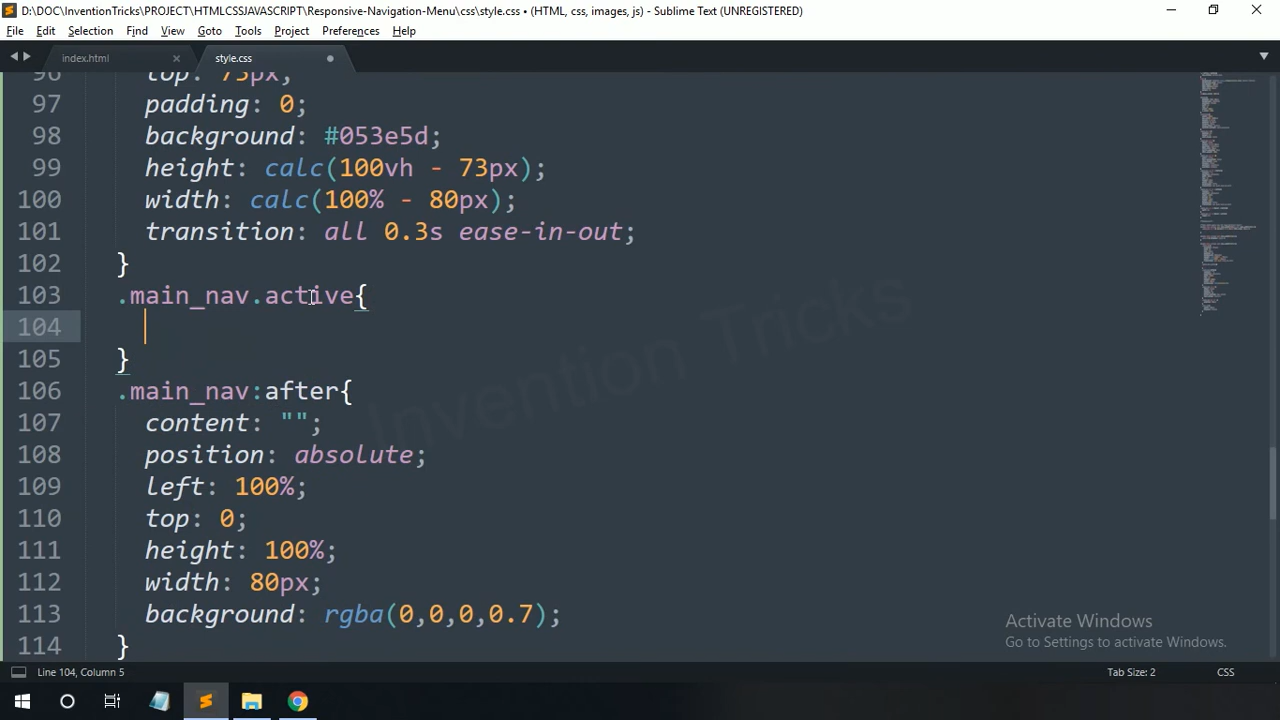 D:\DOC\InventionTricks\PROJECT\HTMLCSSJAVASCRIPT\Responsive-Navigation-Menu\css\style.css • (HTML, css, images, js) - Sublime Text (UNREGISTERED)
File Edit Selection Find View Goto Tools Project Preferences Help
index.html style.css
96 top: 73px;
97 padding: 0;
98 background: #053e5d;
99 height: calc(100vh - 73px);
100 width: calc(100% - 80px);
101 transition: all 0.3s ease-in-out;
102 }
103 .main_nav.active{
104
105 }
106 .main_nav:after{
107 content: "";
108 position: absolute;
109 left: 100%;
110 top: 0;
111 height: 100%;
112 width: 80px;
113 background: rgba(0,0,0,0.7);
114 }
Invention Tricks
Activate Windows
Go to Settings to activate Windows.
Line 104, Column 5 Tab Size: 2 CSS